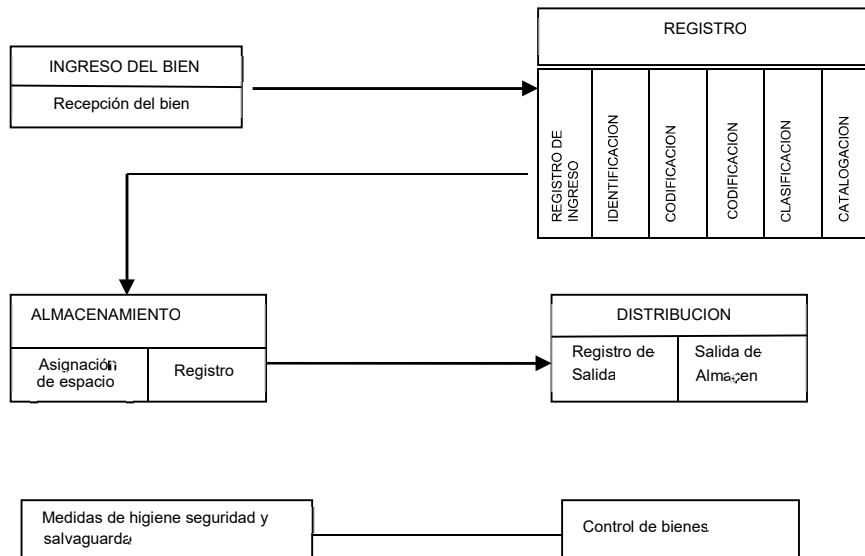 INGRESO DEL BIEN
Recepción del bien
REGISTRO
REGISTRO DE
INGRESO
IDENTIFICACION
CODIFICACION
CODIFICACION
CLASIFICACION
CATALOGACION
ALMACENAMIENTO
Asignación
de espacio
Registro
DISTRIBUCION
Registro de
Salida
Salida de
Almacen
Medidas de higiene seguridad y
salvaguarda
Control de bienes